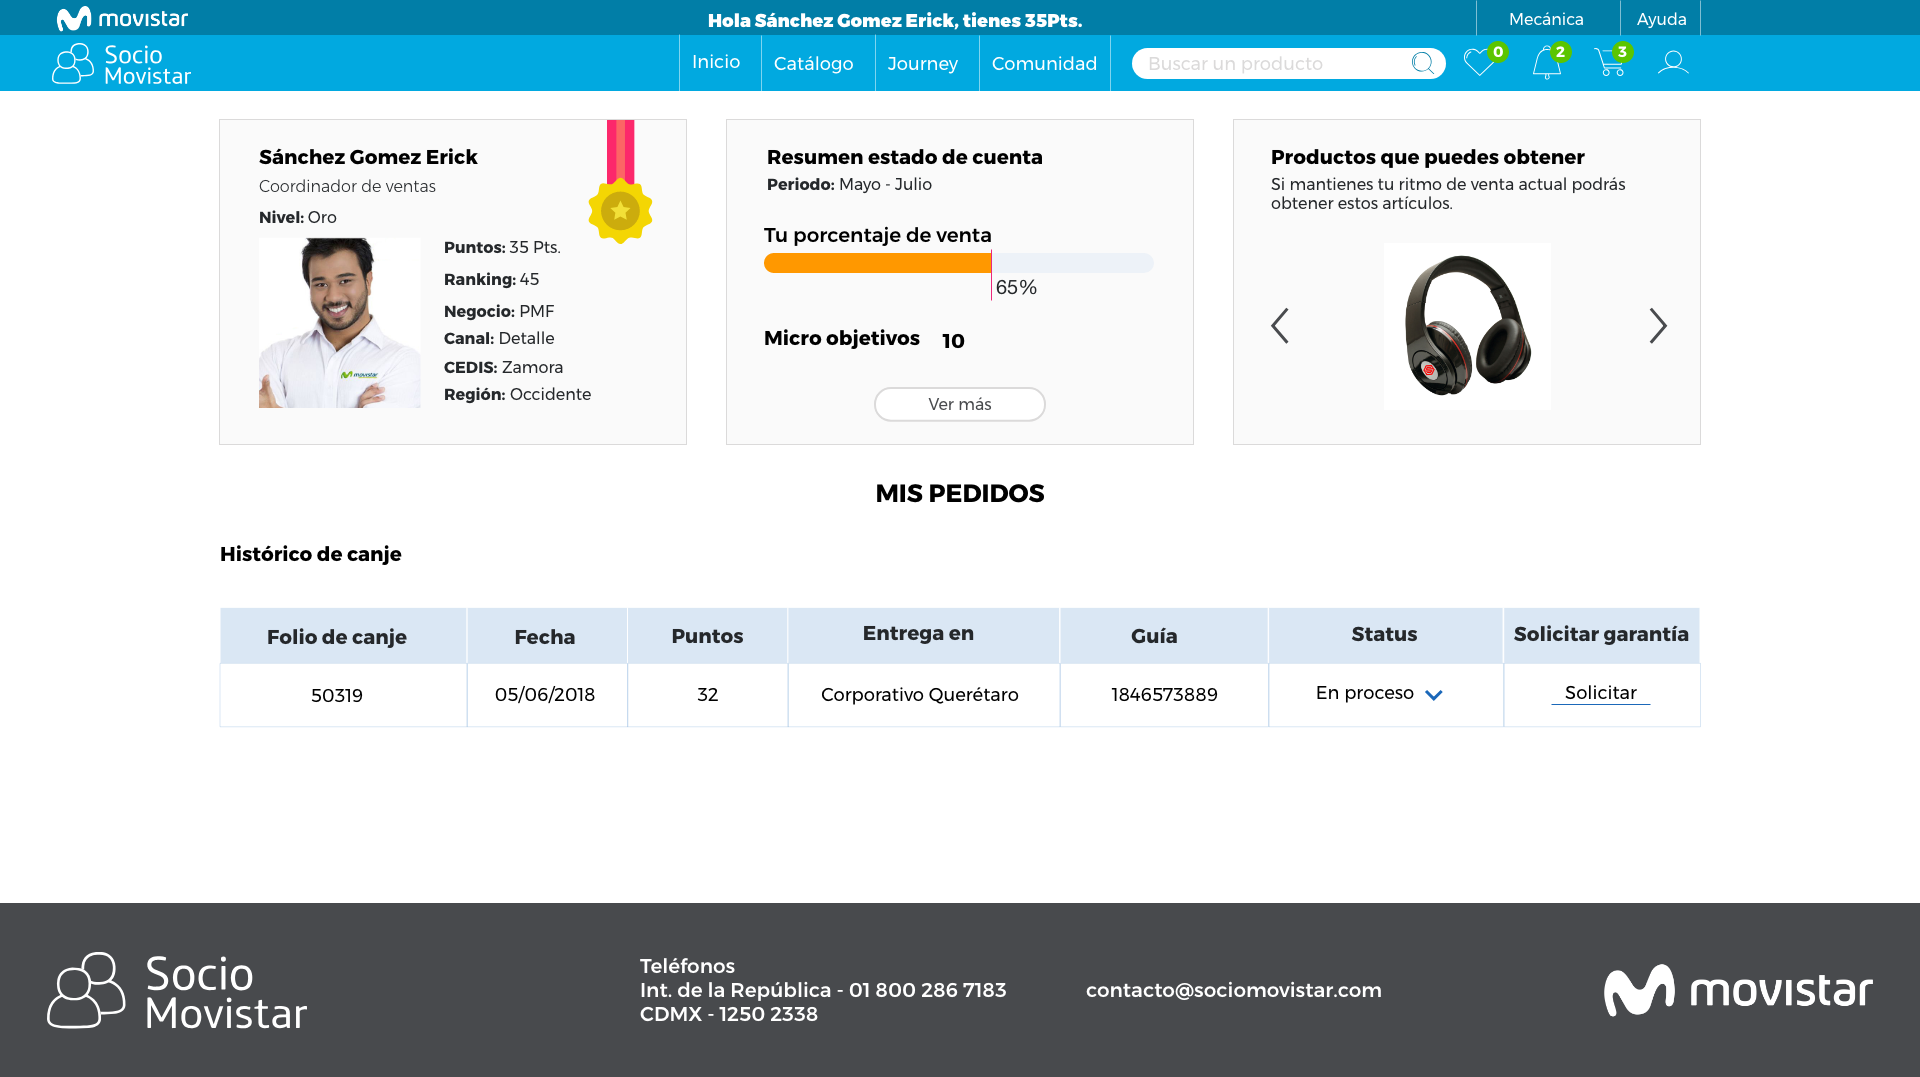 movistar
Hola Sánchez Gomez Erick, tienes 35Pts.
Mecánica
Ayuda
Socio
Movistar
Inicio
Catálogo
Journey
Comunidad
Buscar un producto
0
2
3
Sánchez Gomez Erick
Coordinador de ventas
Nivel: Oro
Puntos: 35 Pts.
Ranking: 45
Negocio: PMF
Canal: Detalle
CEDIS: Zamora
Región: Occidente
movistar
Resumen estado de cuenta
Periodo: Mayo - Julio
Tu porcentaje de venta
65%
Micro objetivos 10
Ver más
Productos que puedes obtener
Si mantienes tu ritmo de venta actual podrás
obtener estos artículos.
MIS PEDIDOS
Histórico de canje
Folio de canje Fecha Puntos Entrega en Guía Status Solicitar garantía
50319 05/06/2018 32 Corporativo Querétaro 1846573889 En proceso Solicitar
Socio
Movistar
Teléfonos
Int. de la República - 01 800 286 7183
CDMX - 1250 2338
contacto@sociomovistar.com
movistar